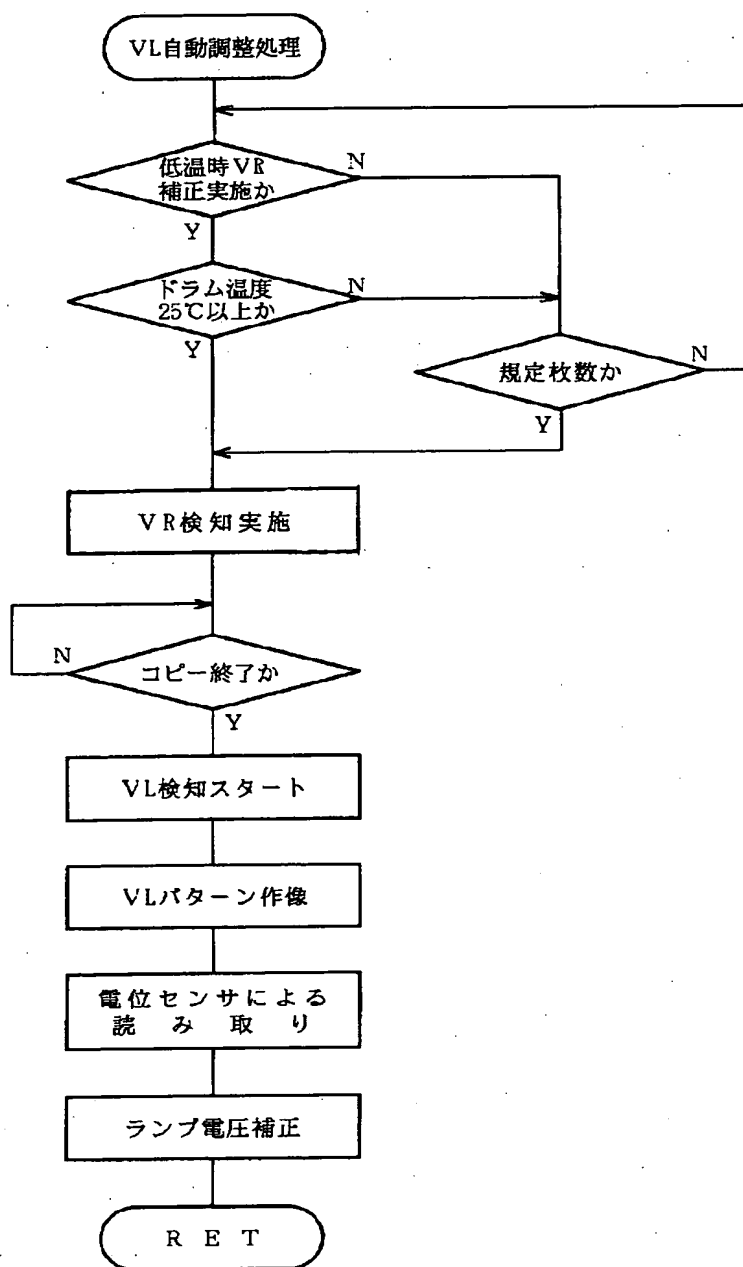 VL自動調整処理
低温時VR
補正実施か
N
Y
ドラム温度
25℃以上か
N
Y
規定枚数か
N
Y
VR検知実施
コピー終了か
N
Y
VL検知スタート
VLパターン作像
電位センサによる
読み取り
ランプ電圧補正
RET